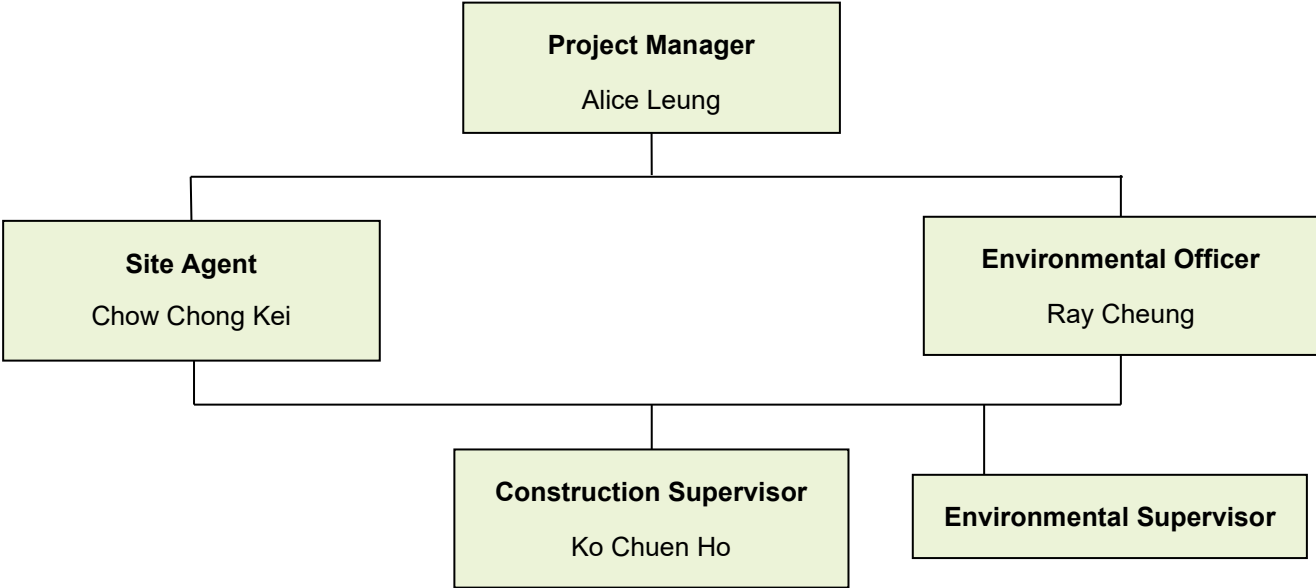 Project Manager
Alice Leung
Site Agent
Chow Chong Kei
Environmental Officer
Ray Cheung
Construction Supervisor
Ko Chuen Ho
Environmental Supervisor